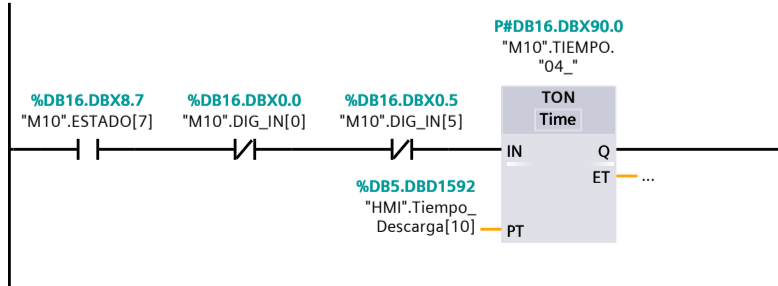 P#DB16.DBX90.0
"M10".TIEMPO.
"04_"
%DB16.DBX8.7
"M10".ESTADO[7]
%DB16.DBX0.0
"M10".DIG_IN[0]
%DB16.DBX0.5
"M10".DIG_IN[5]
TON
Time
IN
Q
ET
...
%DB5.DBD1592
"HMI".Tiempo_
Descarga[10]
PT